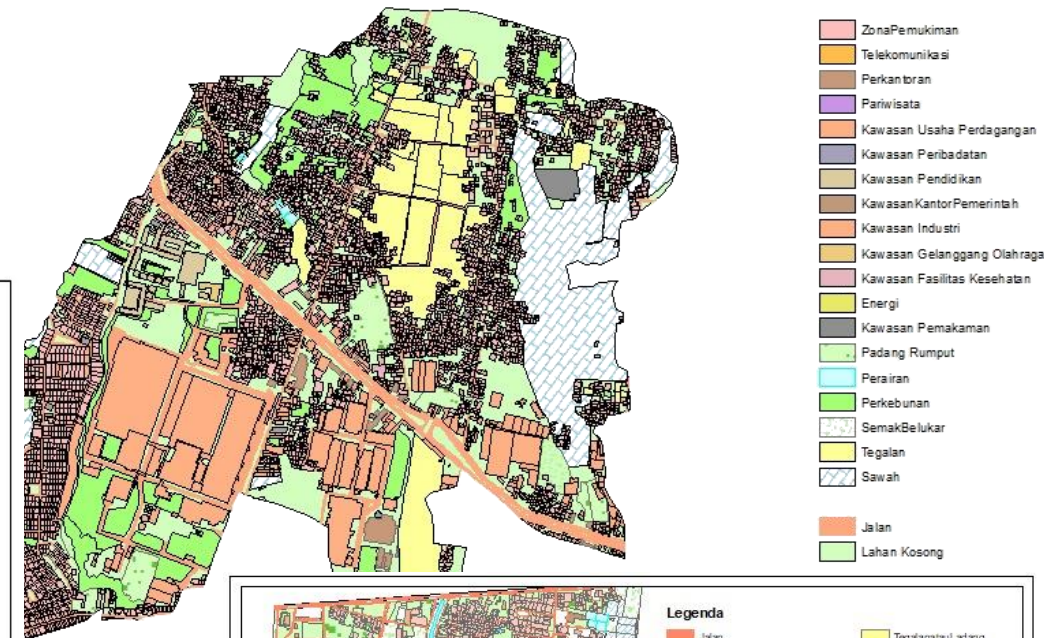 ZonaPemukiman
Telekomunikasi
Perkantoran
Pariwisata
Kawasan Usaha Perdagangan
Kawasan Peribadatan
Kawasan Pendidikan
KawasanKantorPemerintah
Kawasan Industri
Kawasan Gelanggang Olahraga
Kawasan Fasilitas Kesehatan
Energi
Kawasan Pemakaman
Padang Rumput
Perairan
Perkebunan
SemakBelukar
Tegalan
Sawah
Jalan
Lahan Kosong
Legenda
Jalan
TegalanatauLadang